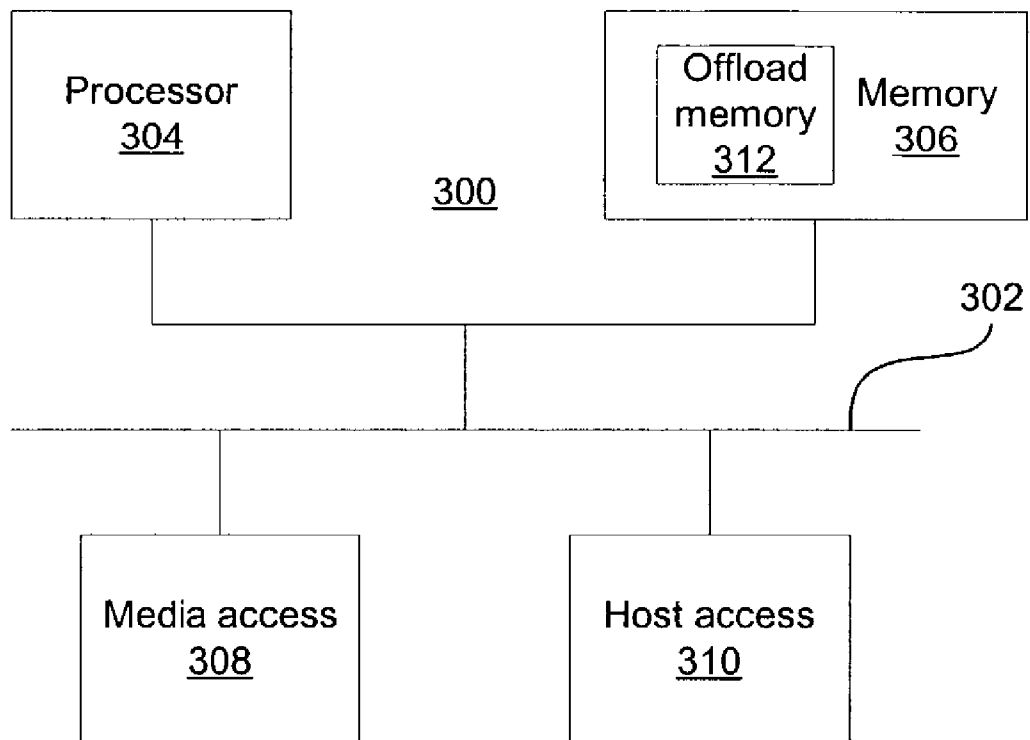 Processor
304
Offload
memory
312
Memory
306
300
302
Media access
308
Host access
310